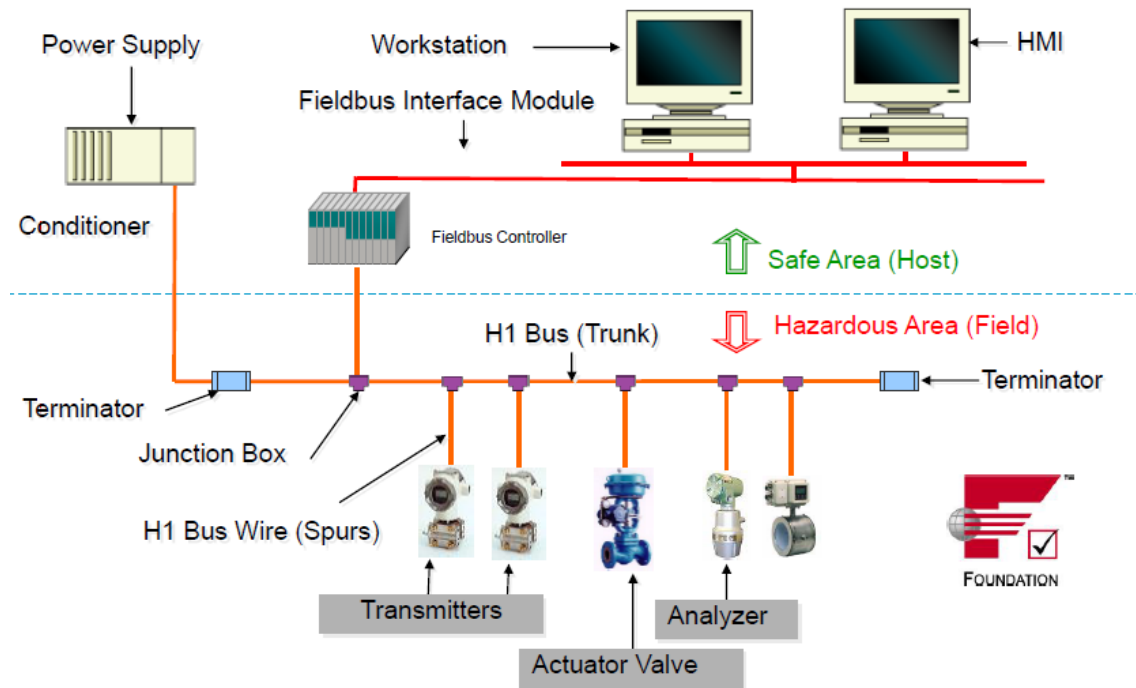 Power Supply
Workstation
HMI
Fieldbus Interface Module
Conditioner
Fieldbus Controller
Safe Area (Host)
Hazardous Area (Field)
H1 Bus (Trunk)
Terminator
Terminator
Junction Box
H1 Bus Wire (Spurs)
Transmitters
Analyzer
Actuator Valve
TM
FOUNDATION